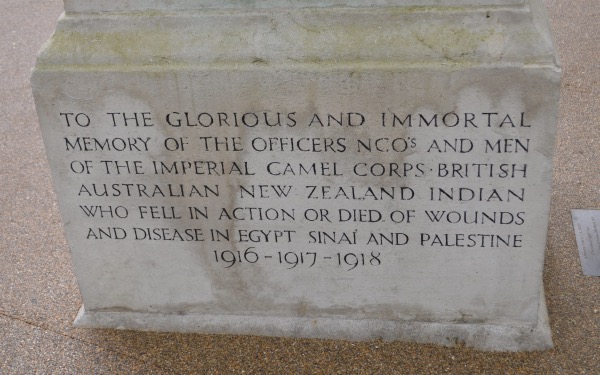 TO THE GLORIOUS AND IMMORTAL
MEMORY OF THE OFFICERS NCO'S AND MEN
OF THE IMPERIAL CAMEL CORPS·BRITISH
AUSTRALIAN NEW ZEALAND INDIAN
WHO FELL IN ACTION OR DIED OF WOUNDS
AND DISEASE IN EGYPT SINAÍ AND PALESTINE
1916-1917-1918